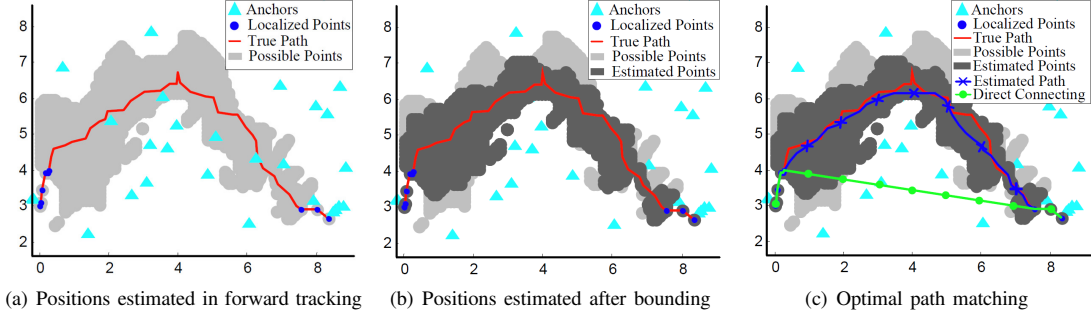 Anchors
Localized Points
True Path
Possible Points
8
7
6
5
4
3
2
0
2
4
6
8
(a) Positions estimated in forward tracking
Anchors
Localized Points
True Path
Possible Points
Estimated Points
8
7
6
5
4
3
2
0
2
4
6
8
(b) Positions estimated after bounding
Anchors
Localized Points
True Path
Possible Points
Estimated Points
Estimated Path
Direct Connecting
8
7
6
5
4
3
2
0
2
4
6
8
(c) Optimal path matching